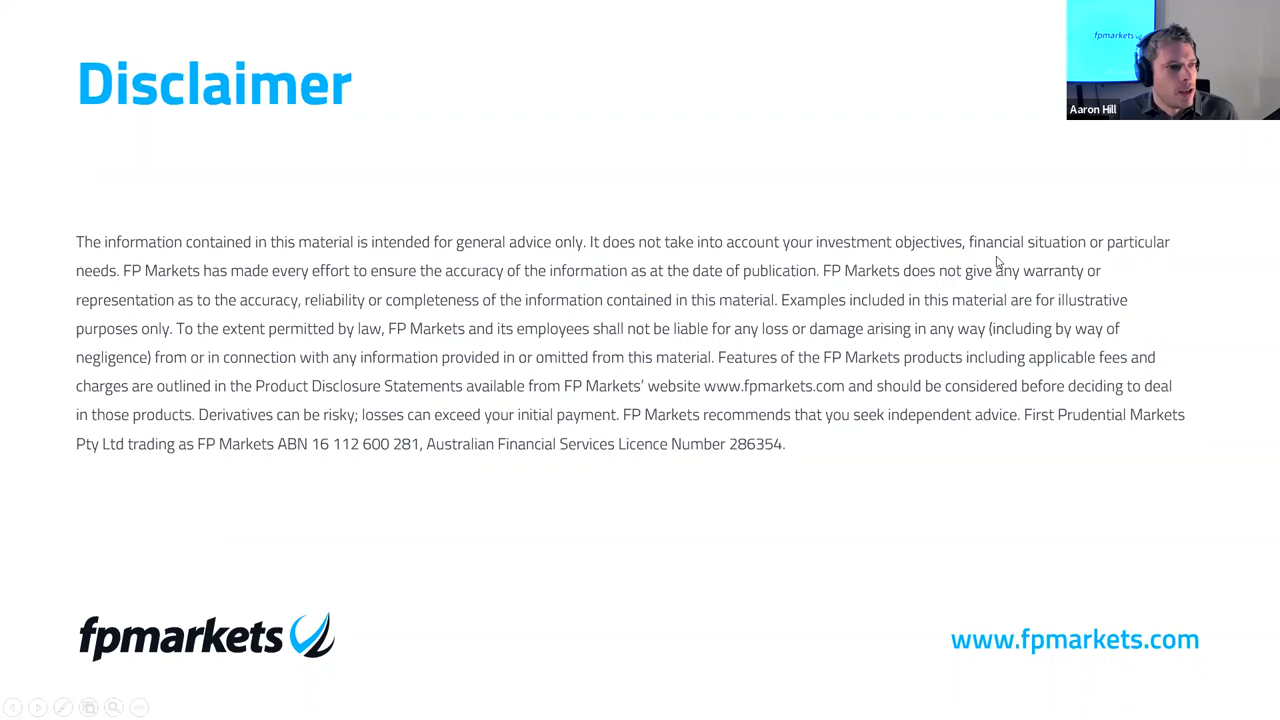 Disclaimer
fpmarkets
Aaron Hill
The information contained in this material is intended for general advice only. It does not take into account your investment objectives, financial situation or particular
needs. FP Markets has made every effort to ensure the accuracy of the information as at the date of publication. FP Markets does not give any warranty or
representation as to the accuracy, reliability or completeness of the information contained in this material. Examples included in this material are for illustrative
purposes only. To the extent permitted by law, FP Markets and its employees shall not be liable for any loss or damage arising in any way (including by way of
negligence) from or in connection with any information provided in or omitted from this material. Features of the FP Markets products including applicable fees and
charges are outlined in the Product Disclosure Statements available from FP Markets’ website www.fpmarkets.com and should be considered before deciding to deal
in those products. Derivatives can be risky; losses can exceed your initial payment. FP Markets recommends that you seek independent advice. First Prudential Markets
Pty Ltd trading as FP Markets ABN 16 112 600 281, Australian Financial Services Licence Number 286354.
fpmarkets
www.fpmarkets.com